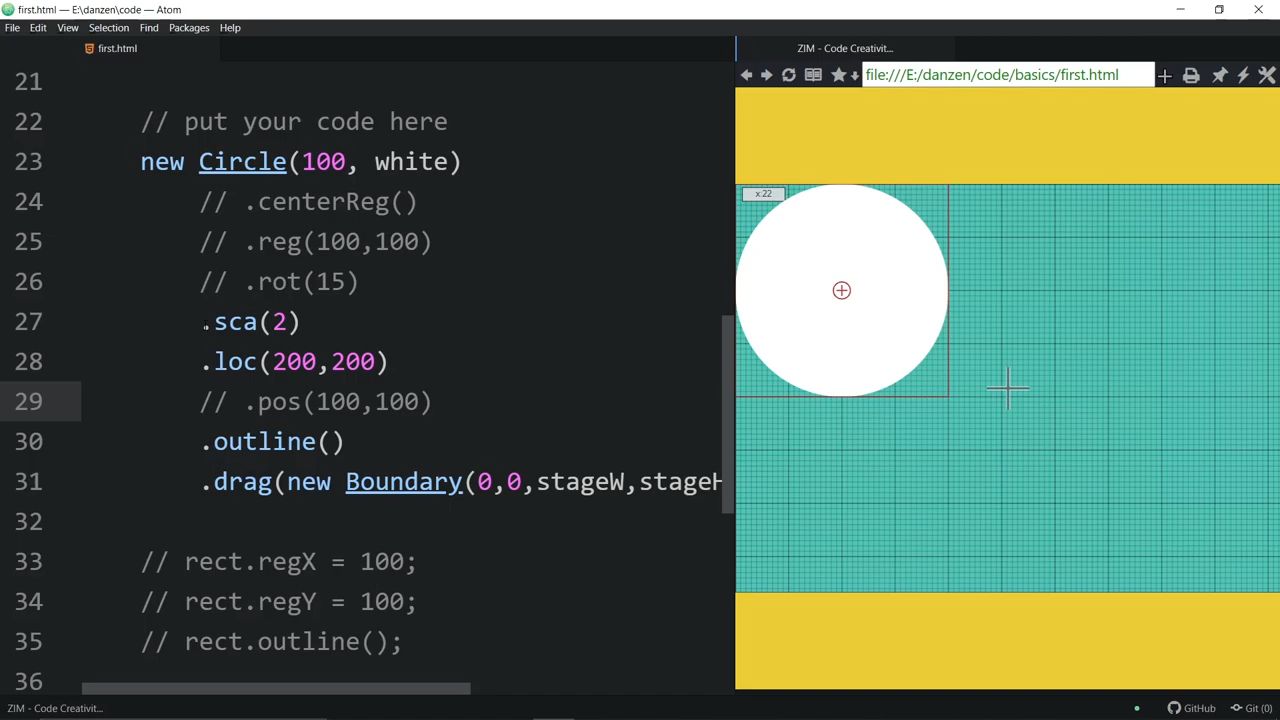 first.html — E:\danzen\code — Atom
File Edit View Selection Find Packages Help
first.html
ZIM - Code Creativit...
file:///E:/danzen/code/basics/first.html
21
22 // put your code here
23 new Circle(100, white)
24 // .centerReg()
25 // .reg(100,100)
26 // .rot(15)
27 .sca(2)
28 .loc(200,200)
29 // .pos(100,100)
30 .outline()
31 .drag(new Boundary(0,0,stageW,stageH
32
33 // rect.regX = 100;
34 // rect.regY = 100;
35 // rect.outline();
36
x:22
ZIM - Code Creativit...
GitHub
Git (0)